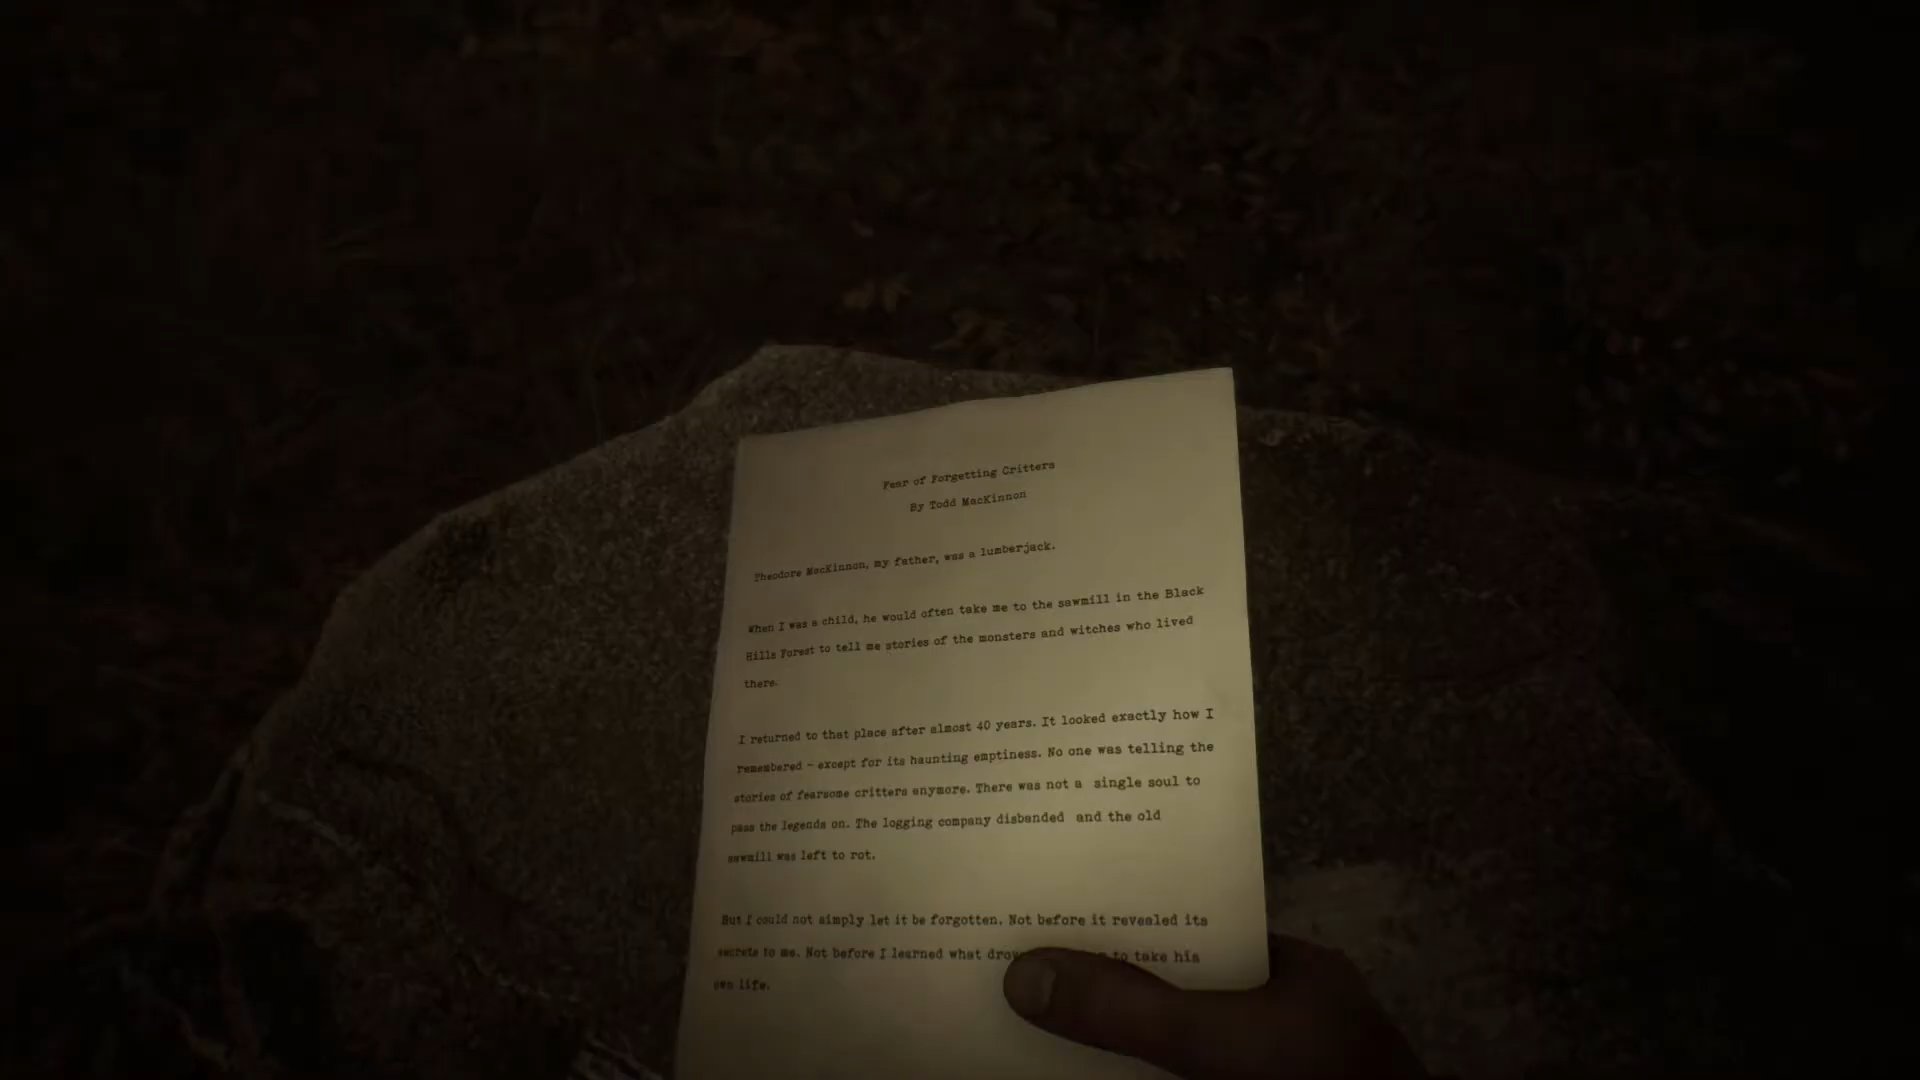 Fear of Forgetting Critters
By Todd MacKinnon
Theodore MacKinnon, my father, was a lumberjack.
When I was a child, he would often take me to the sawmill in the Black
Hills Forest to tell me stories of the monsters and witches who lived
there.
I returned to that place after almost 40 years. It looked exactly how I
remembered - except for its haunting emptiness. No one was telling the
stories of fearsome critters anymore. There was not a single soul to
pass the legends on. The logging company disbanded and the old
sawmill was left to rot.
But I could not simply let it be forgotten. Not before it revealed its
secrets to me. Not before I learned what to take his
own life.